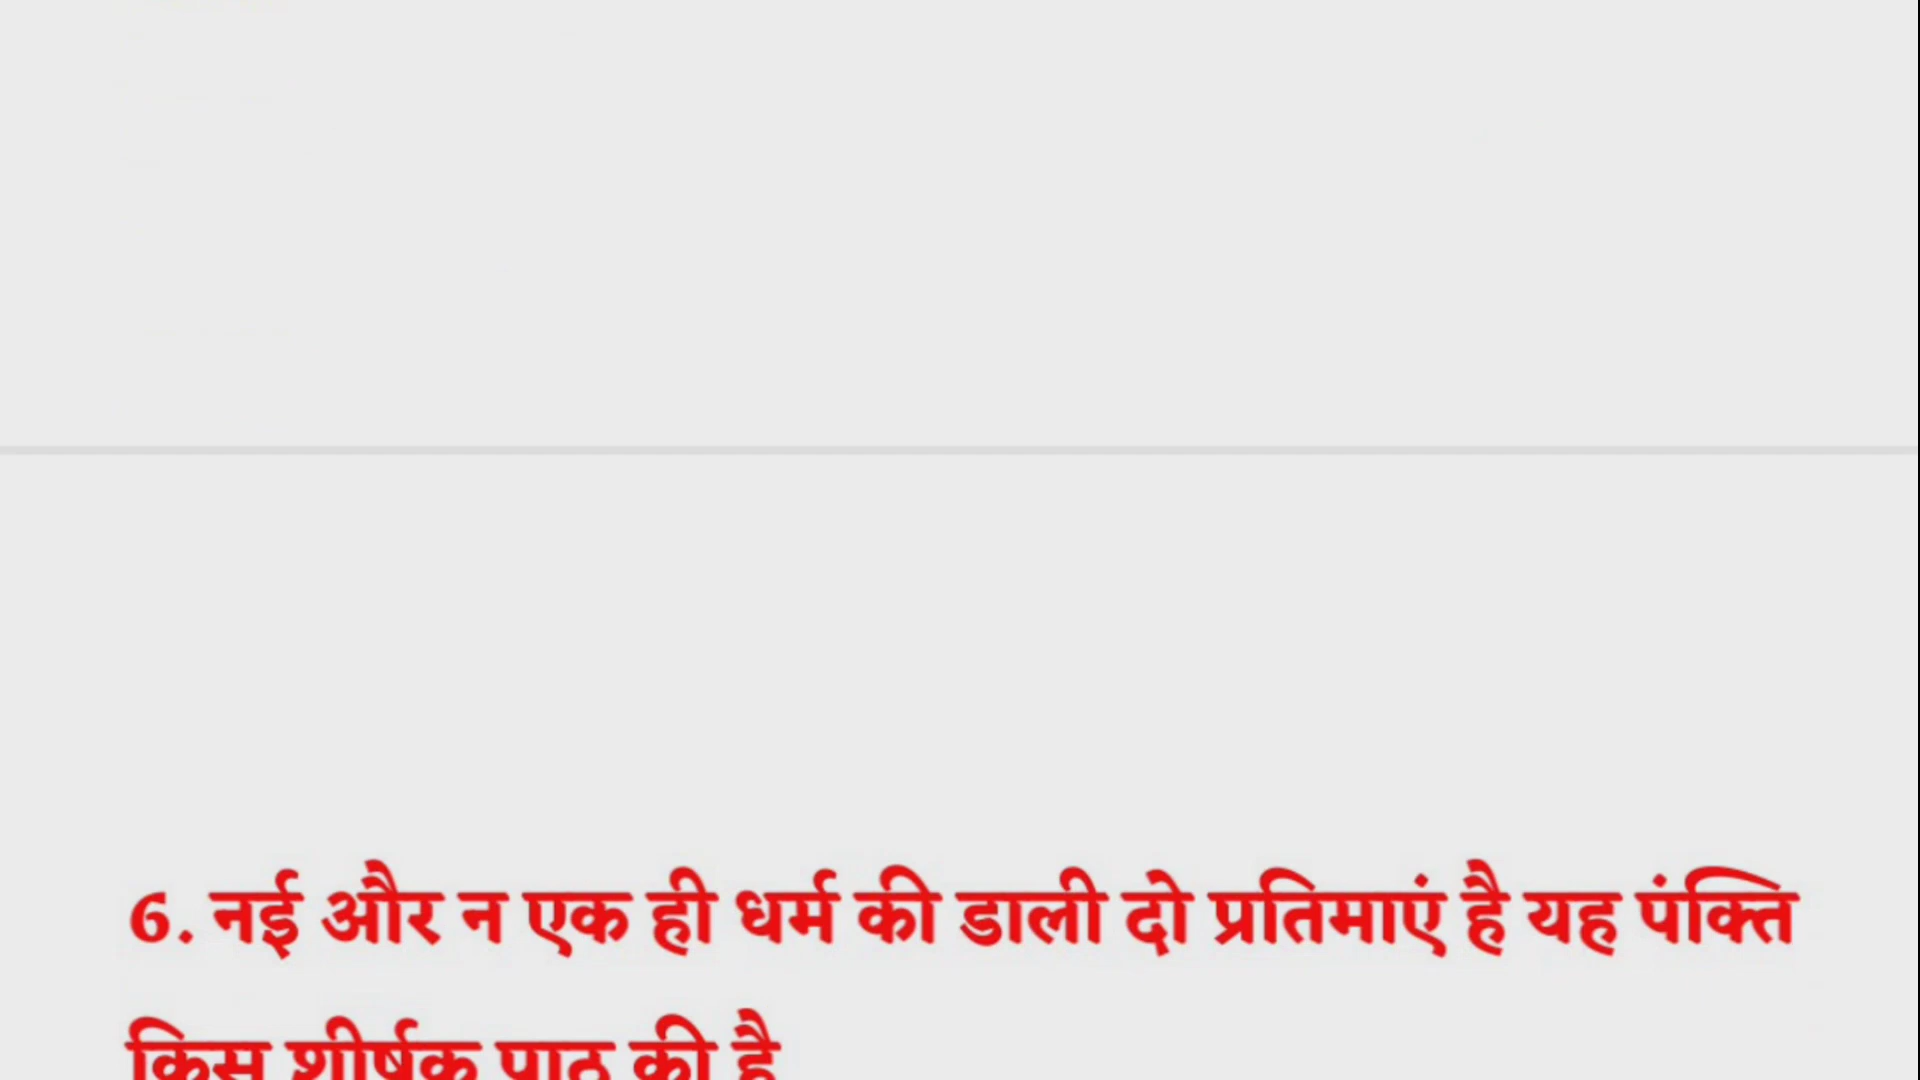 6. नई और न एक ही धर्म की डाली दो प्रतिमाएं है यह पंक्ति
किस शीर्षक पाठ की है